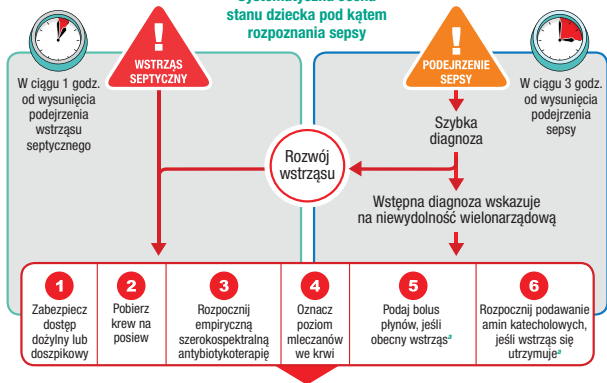 stanu dziecka pod kątem
rozpoznania sepsy
!
WSTRZĄS
SEPTYCZNY
!
PODEJRZENIE
SEPSY
W ciągu 1 godz.
od wysunięcia
podejrzenia
wstrząsu
septycznego
W ciągu 3 godz.
od wysunięcia
podejrzenia
sepsy
Szybka
diagnoza
Rozwój
wstrząsu
Wstępna diagnoza wskazuje
na niewydolność wielonarządową
1
Zabezpiecz
dostęp
dożylny lub
doszpikowy
2
Pobierz
krew na
posiew
3
Rozpocznij
empiryczną
szerokospektralną
antybiotykoterapię
4
Oznacz
poziom
mleczanów
we krwi
5
Podaj bolus
płynów, jeśli
obecny wstrząsᵃ
6
Rozpocznij podawanie
amin katecholowych,
jeśli wstrząs się
utrzymujeᵃ